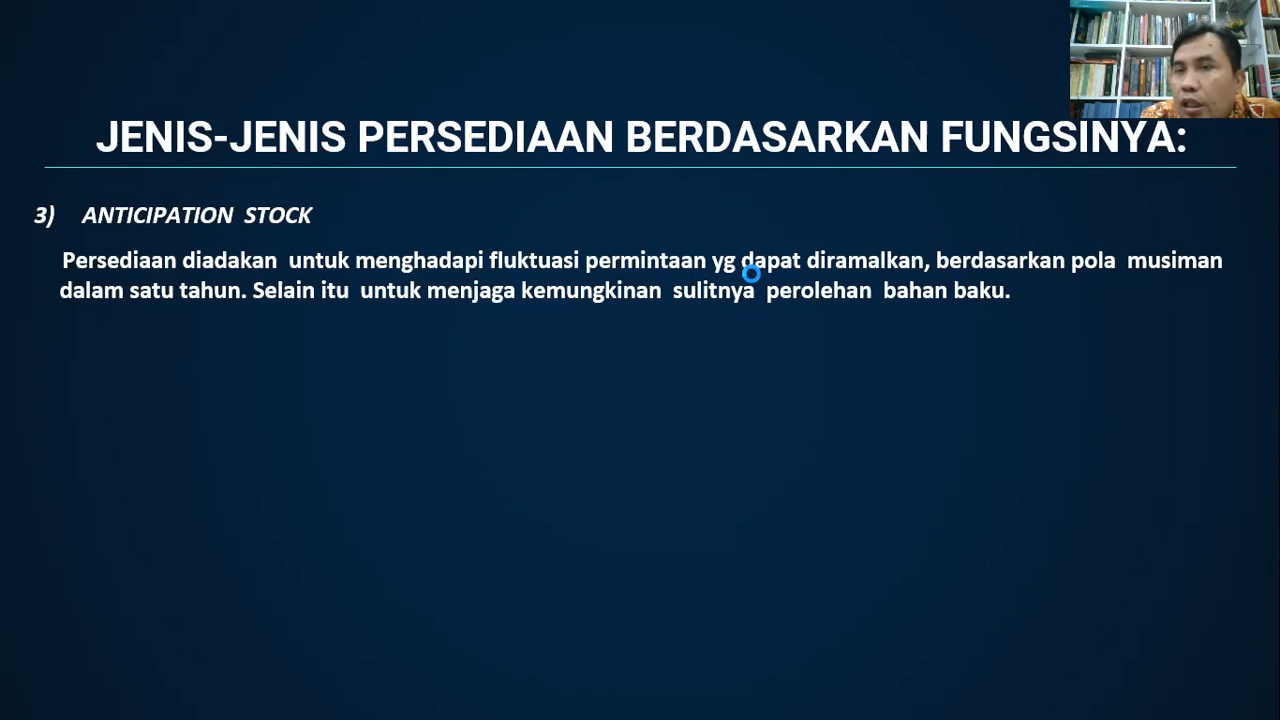 JENIS-JENIS PERSEDIAAN BERDASARKAN FUNGSINYA:
3) ANTICIPATION STOCK
Persediaan diadakan untuk menghadapi fluktuasi permintaan yg dapat diramalkan, berdasarkan pola musiman
dalam satu tahun. Selain itu untuk menjaga kemungkinan sulitnya perolehan bahan baku.